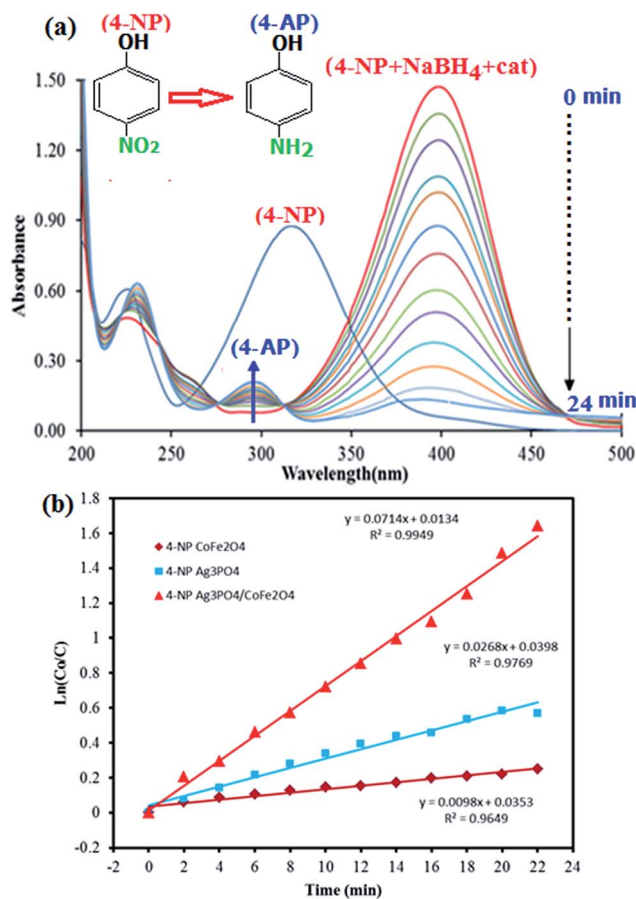 (a)
(4-NP)
(4-AP)
OH
OH
NO2
NH2
(4-NP+NaBH4+cat)
0 min
24 min
(4-NP)
(4-AP)
Absorbance
1.50
1.20
0.90
0.60
0.30
0.00
200 250 300 350 400 450 500
Wavelength(nm)
(b)
Ln(Co/C)
1.8
1.6
1.4
1.2
1
0.8
0.6
0.4
0.2
0
-0.2
4-NP CoFe2O4
4-NP Ag3PO4
4-NP Ag3PO4/CoFe2O4
y = 0.0714x + 0.0134
R² = 0.9949
y = 0.0268x + 0.0398
R² = 0.9769
y = 0.0098x + 0.0353
R² = 0.9649
-2 0 2 4 6 8 10 12 14 16 18 20 22 24
Time (min)